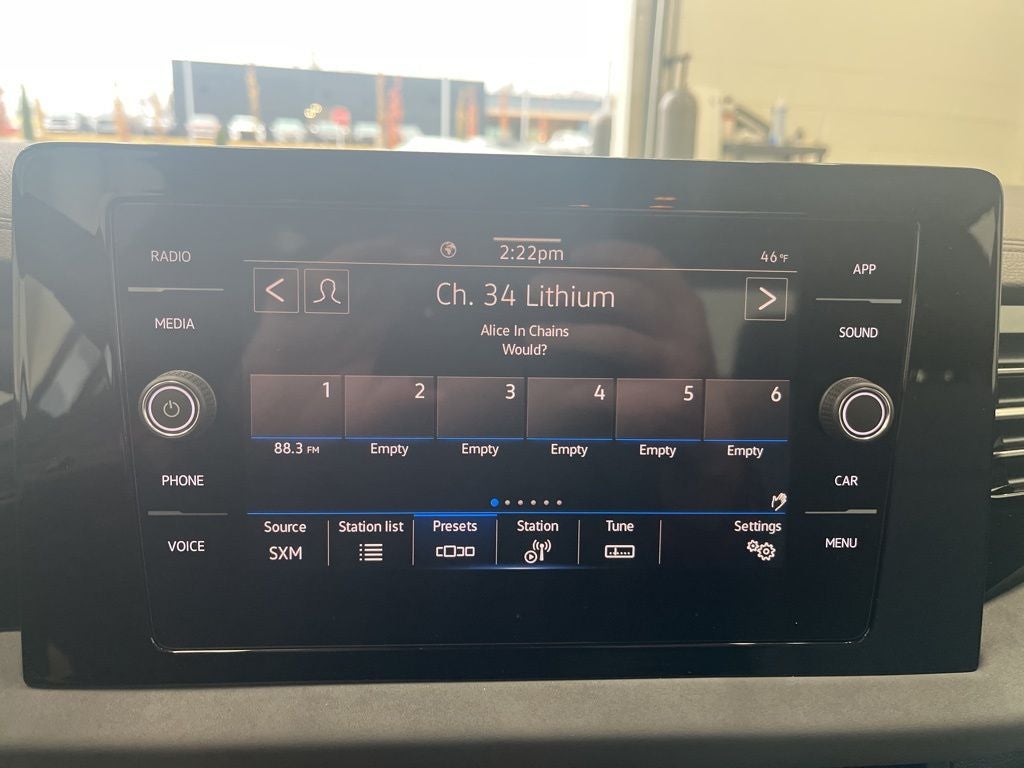 RADIO
MEDIA
PHONE
VOICE
2:22pm
46°F
Ch. 34 Lithium
Alice In Chains
Would?
1 2 3 4 5 6
88.3 FM Empty Empty Empty Empty Empty
Source Station list Presets Station Tune Settings
SXM
APP
SOUND
CAR
MENU